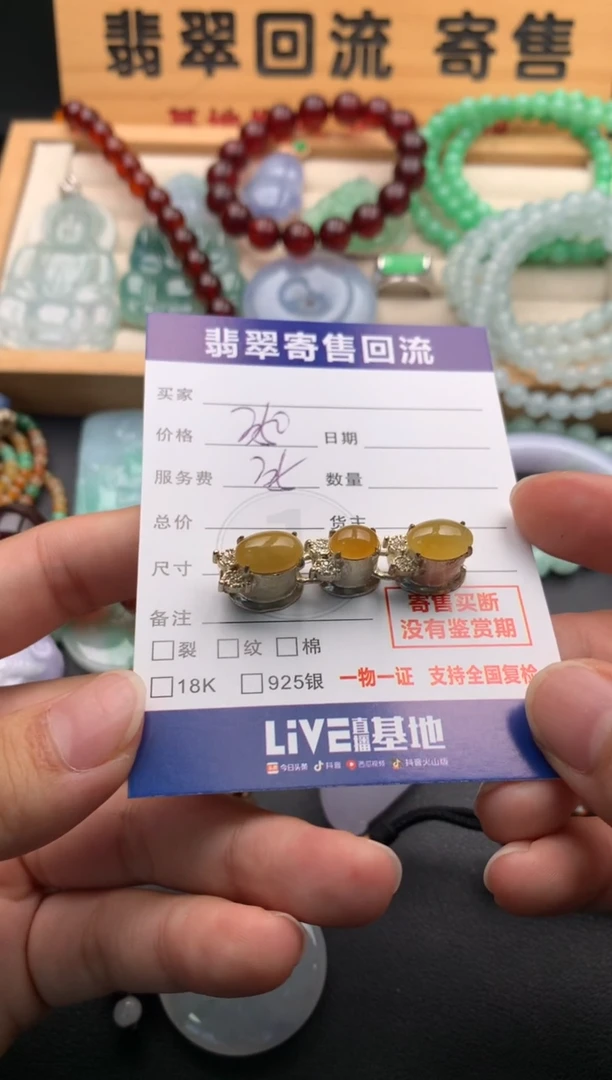 翡翠回流 寄售
翡翠寄售回流
买家
价格
日期
服务费
数量
总价
货主
尺寸
备注
寄售买断
没有鉴赏期
裂 纹 棉
18K 925银
一物一证 支持全国复检
LiVE直播基地
今日头条 抖音 西瓜视频 抖音火山版